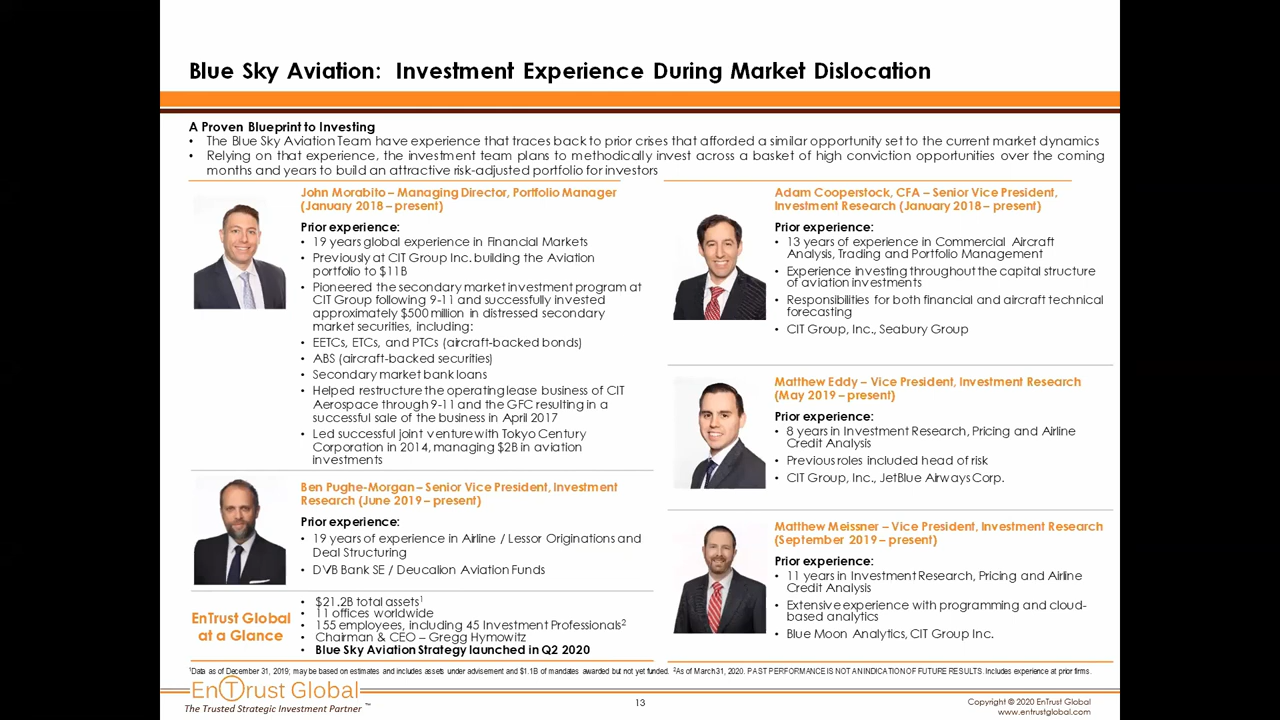 Blue Sky Aviation: Investment Experience During Market Dislocation
A Proven Blueprint to Investing
• The Blue Sky Aviation Team have experience that traces back to prior crises that afforded a similar opportunity set to the current market dynamics
• Relying on that experience, the investment team plans to methodically invest across a basket of high conviction opportunities over the coming
months and years to build an attractive risk-adjusted portfolio for investors
John Morabito – Managing Director, Portfolio Manager
(January 2018 – present)
Prior experience:
• 19 years global experience in Financial Markets
• Previously at CIT Group Inc. building the Aviation
portfolio to $11B
• Pioneered the secondary market investment program at
CIT Group following 9-11 and successfully invested
approximately $500 million in distressed secondary
market securities, including:
• EETCs, ETCs, and PTCs (aircraft-backed bonds)
• ABS (aircraft-backed securities)
• Secondary market bank loans
• Helped restructure the operating lease business of CIT
Aerospace through 9-11 and the GFC resulting in a
successful sale of the business in April 2017
• Led successful joint venture with Tokyo Century
Corporation in 2014, managing $2B in aviation
investments
Ben Pughe-Morgan – Senior Vice President, Investment
Research (June 2019 – present)
Prior experience:
• 19 years of experience in Airline / Lessor Originations and
Deal Structuring
• DVB Bank SE / Deucalion Aviation Funds
EnTrust Global
at a Glance
• $21.2B total assets¹
• 11 offices worldwide
• 155 employees, including 45 Investment Professionals²
• Chairman & CEO – Gregg Hymowitz
• Blue Sky Aviation Strategy launched in Q2 2020
Adam Cooperstock, CFA – Senior Vice President,
Investment Research (January 2018 – present)
Prior experience:
• 13 years of experience in Commercial Aircraft
Analysis, Trading and Portfolio Management
• Experience investing throughout the capital structure
of aviation investments
• Responsibilities for both financial and aircraft technical
forecasting
• CIT Group, Inc., Seabury Group
Matthew Eddy – Vice President, Investment Research
(May 2019 – present)
Prior experience:
• 8 years in Investment Research, Pricing and Airline
Credit Analysis
• Previous roles included head of risk
• CIT Group, Inc., JetBlue Airways Corp.
Matthew Meissner – Vice President, Investment Research
(September 2019 – present)
Prior experience:
• 11 years in Investment Research, Pricing and Airline
Credit Analysis
• Extensive experience with programming and cloud-
based analytics
• Blue Moon Analytics, CIT Group Inc.
¹Data as of December 31, 2019; may be based on estimates and includes assets under advisement and $1.1B of mandates awarded but not yet funded. ²As of March 31, 2020. PAST PERFORMANCE IS NOT AN INDICATION OF FUTURE RESULTS. Includes experience at prior firms.
EnTrust Global
The Trusted Strategic Investment Partner ™
13
Copyright © 2020 EnTrust Global
www.entrustglobal.com